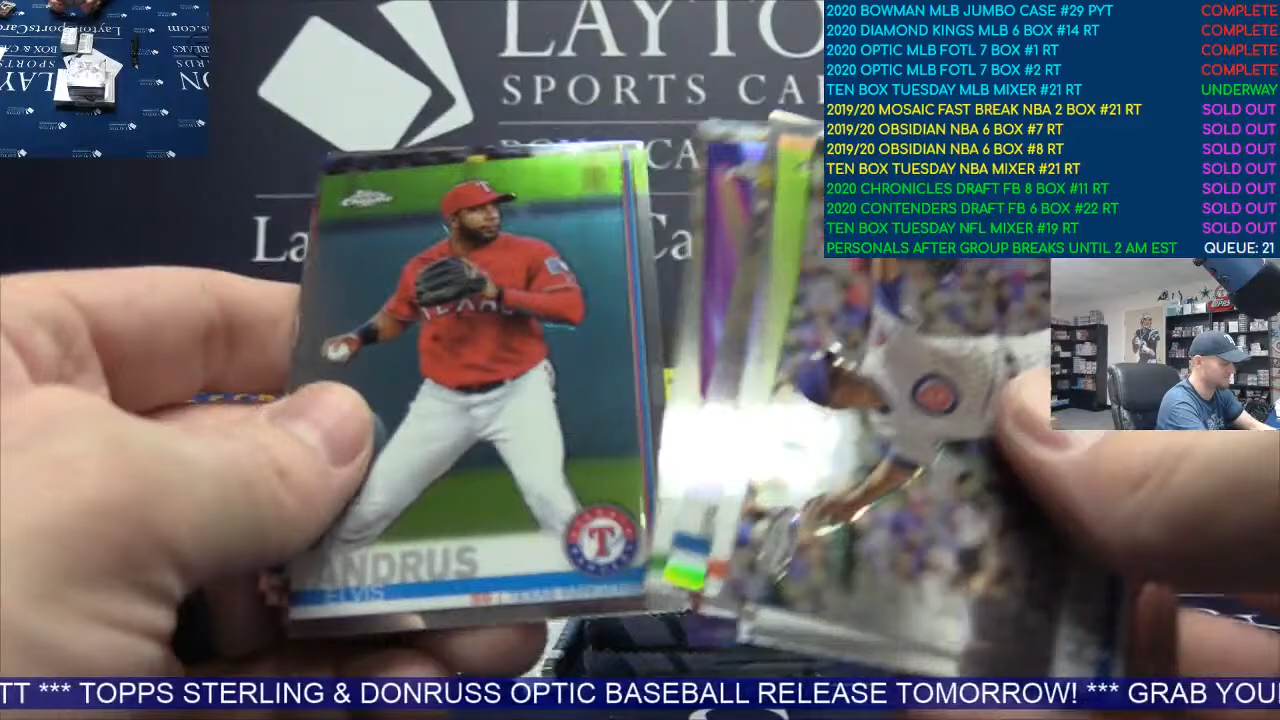 LAYTO
SPORTS CA
2020 BOWMAN MLB JUMBO CASE #29 PYT COMPLETE
2020 DIAMOND KINGS MLB 6 BOX #14 RT COMPLETE
2020 OPTIC MLB FOTL 7 BOX #1 RT COMPLETE
2020 OPTIC MLB FOTL 7 BOX #2 RT COMPLETE
TEN BOX TUESDAY MLB MIXER #21 RT UNDERWAY
2019/20 MOSAIC FAST BREAK NBA 2 BOX #21 RT SOLD OUT
2019/20 OBSIDIAN NBA 6 BOX #7 RT SOLD OUT
2019/20 OBSIDIAN NBA 6 BOX #8 RT SOLD OUT
TEN BOX TUESDAY NBA MIXER #21 RT SOLD OUT
2020 CHRONICLES DRAFT FB 8 BOX #11 RT SOLD OUT
2020 CONTENDERS DRAFT FB 6 BOX #22 RT SOLD OUT
TEN BOX TUESDAY NFL MIXER #19 RT SOLD OUT
PERSONALS AFTER GROUP BREAKS UNTIL 2 AM EST QUEUE: 21
Chrome
T
ANDRUS
ELVIS
T
TT *** TOPPS STERLING & DONRUSS OPTIC BASEBALL RELEASE TOMORROW! *** GRAB YOU